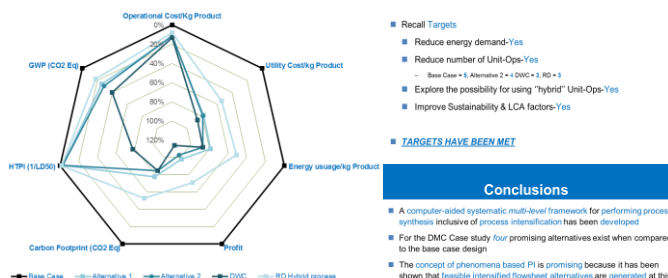 Operational Cost/Kg Product
0%
20%
40%
60%
80%
100%
120%
Utility Cost/kg Product
Energy usuage/kg Product
Profit
Carbon Footprint (CO2 Eq)
HTPI (1/LD50)
GWP (CO2 Eq)
Base Case
Alternative 1
Alternative 2
DWC
RD Hybrid process
Recall Targets
Reduce energy demand-Yes
Reduce number of Unit-Ops-Yes
– Base Case = 5, Alternative 2 = 4 DWC = 3, RD = 3
Explore the possibility for using "hybrid" Unit-Ops-Yes
Improve Sustainability & LCA factors-Yes
TARGETS HAVE BEEN MET
Conclusions
A computer-aided systematic multi-level framework for performing proces
synthesis inclusive of process intensification has been developed
For the DMC Case study four promising alternatives exist when compare
to the base case design
The concept of phenomena based PI is promising because it has been
shown that feasible intensified flowsheet alternatives are generated at th